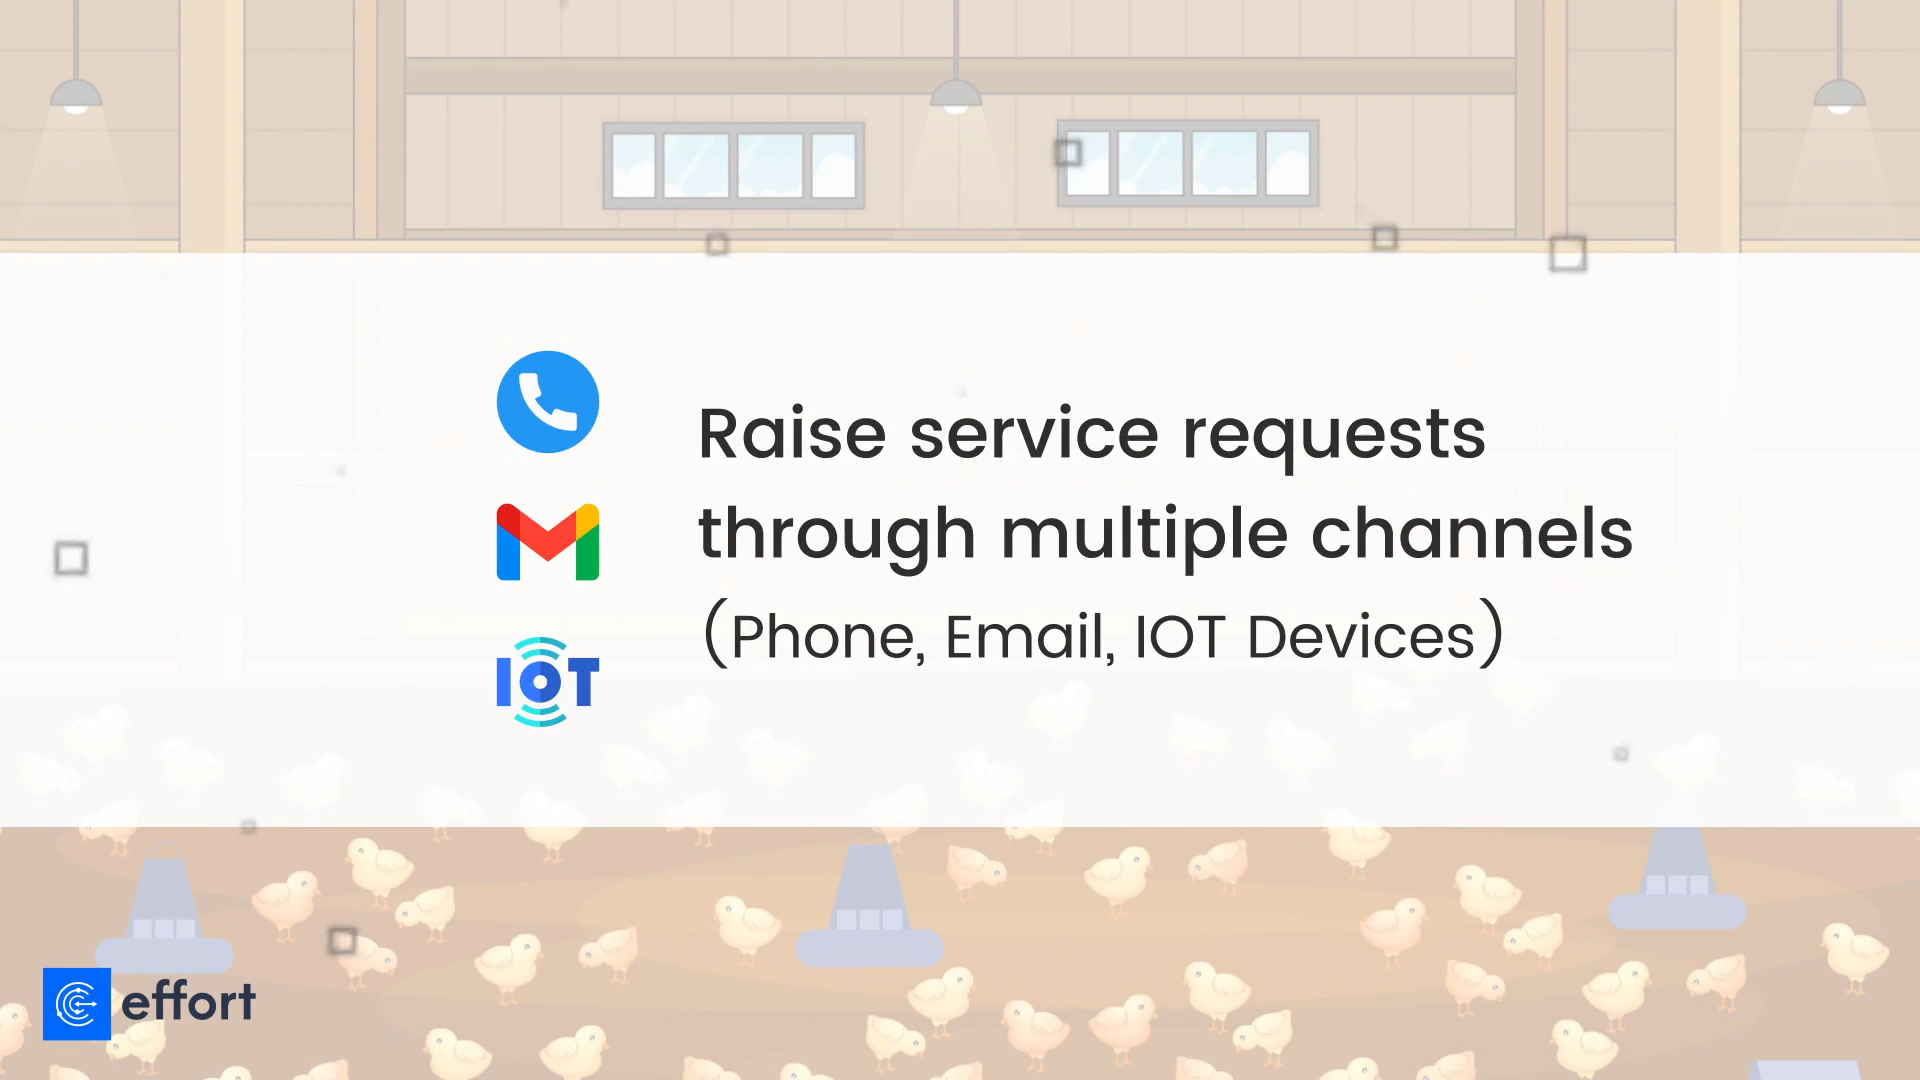 Raise service requests
through multiple channels
(Phone, Email, IOT Devices)
IOT
effort